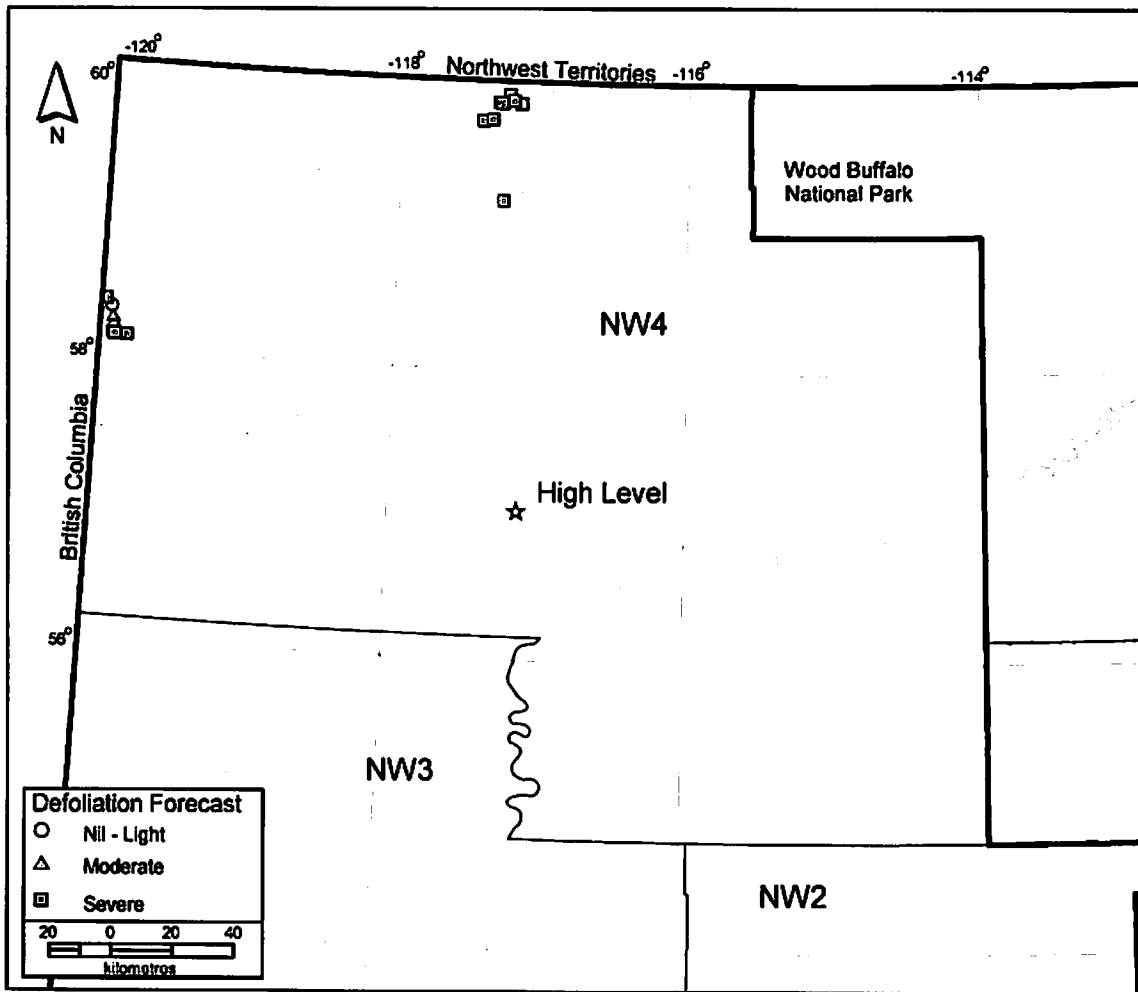 -120°
60°
-118°
Northwest Territories
-116°
-114°
N
Wood Buffalo
National Park
NW4
58°
British Columbia
High Level
56°
NW3
Defoliation Forecast
Nil - Light
Moderate
Severe
20 0 20 40
kilometres
NW2